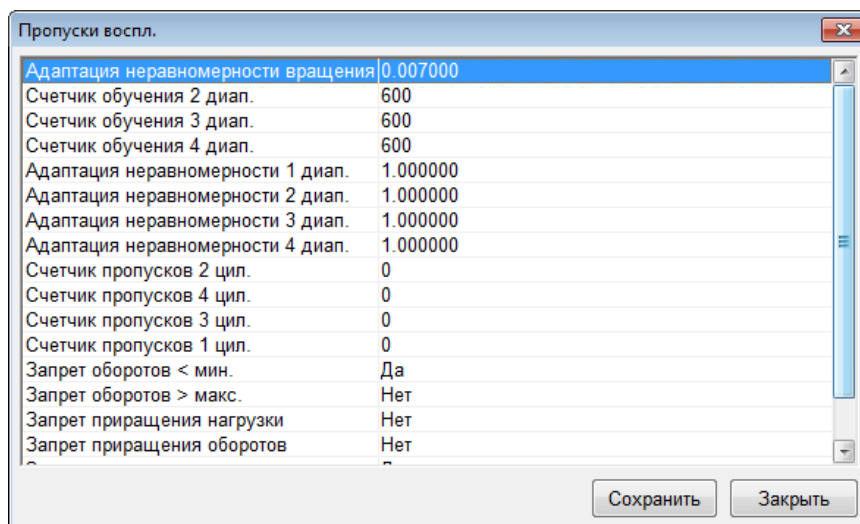 Пропуски воспл.
Адаптация неравномерности вращения 0.007000
Счетчик обучения 2 диап. 600
Счетчик обучения 3 диап. 600
Счетчик обучения 4 диап. 600
Адаптация неравномерности 1 диап. 1.000000
Адаптация неравномерности 2 диап. 1.000000
Адаптация неравномерности 3 диап. 1.000000
Адаптация неравномерности 4 диап. 1.000000
Счетчик пропусков 2 цил. 0
Счетчик пропусков 4 цил. 0
Счетчик пропусков 3 цил. 0
Счетчик пропусков 1 цил. 0
Запрет оборотов < мин. Да
Запрет оборотов > макс. Нет
Запрет приращения нагрузки Нет
Запрет приращения оборотов Нет
Сохранить Закрыть